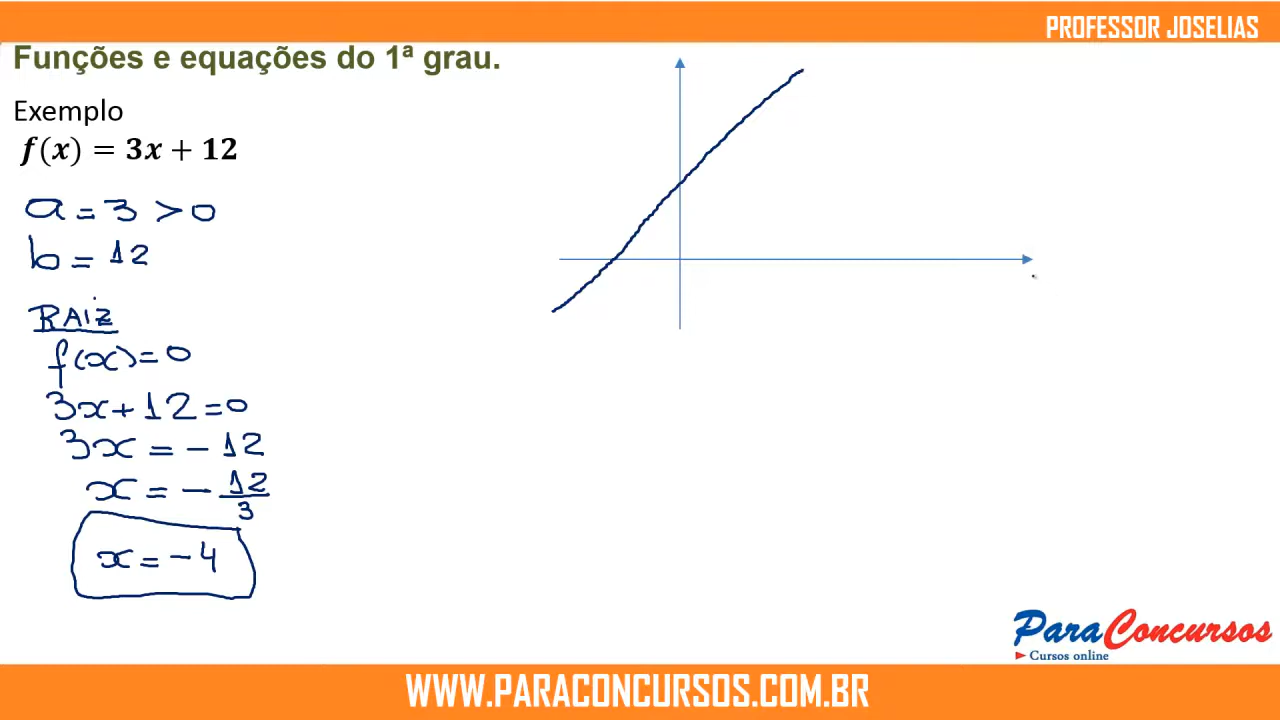 PROFESSOR JOSELIAS
Funções e equações do 1ª grau.
Exemplo
f(x) = 3x + 12
a = 3 > 0
b = 12
RAIZ
f(x) = 0
3x + 12 = 0
3x = - 12
x = - 12/3
x = - 4
ParaConcursos
Cursos online
WWW.PARACONCURSOS.COM.BR